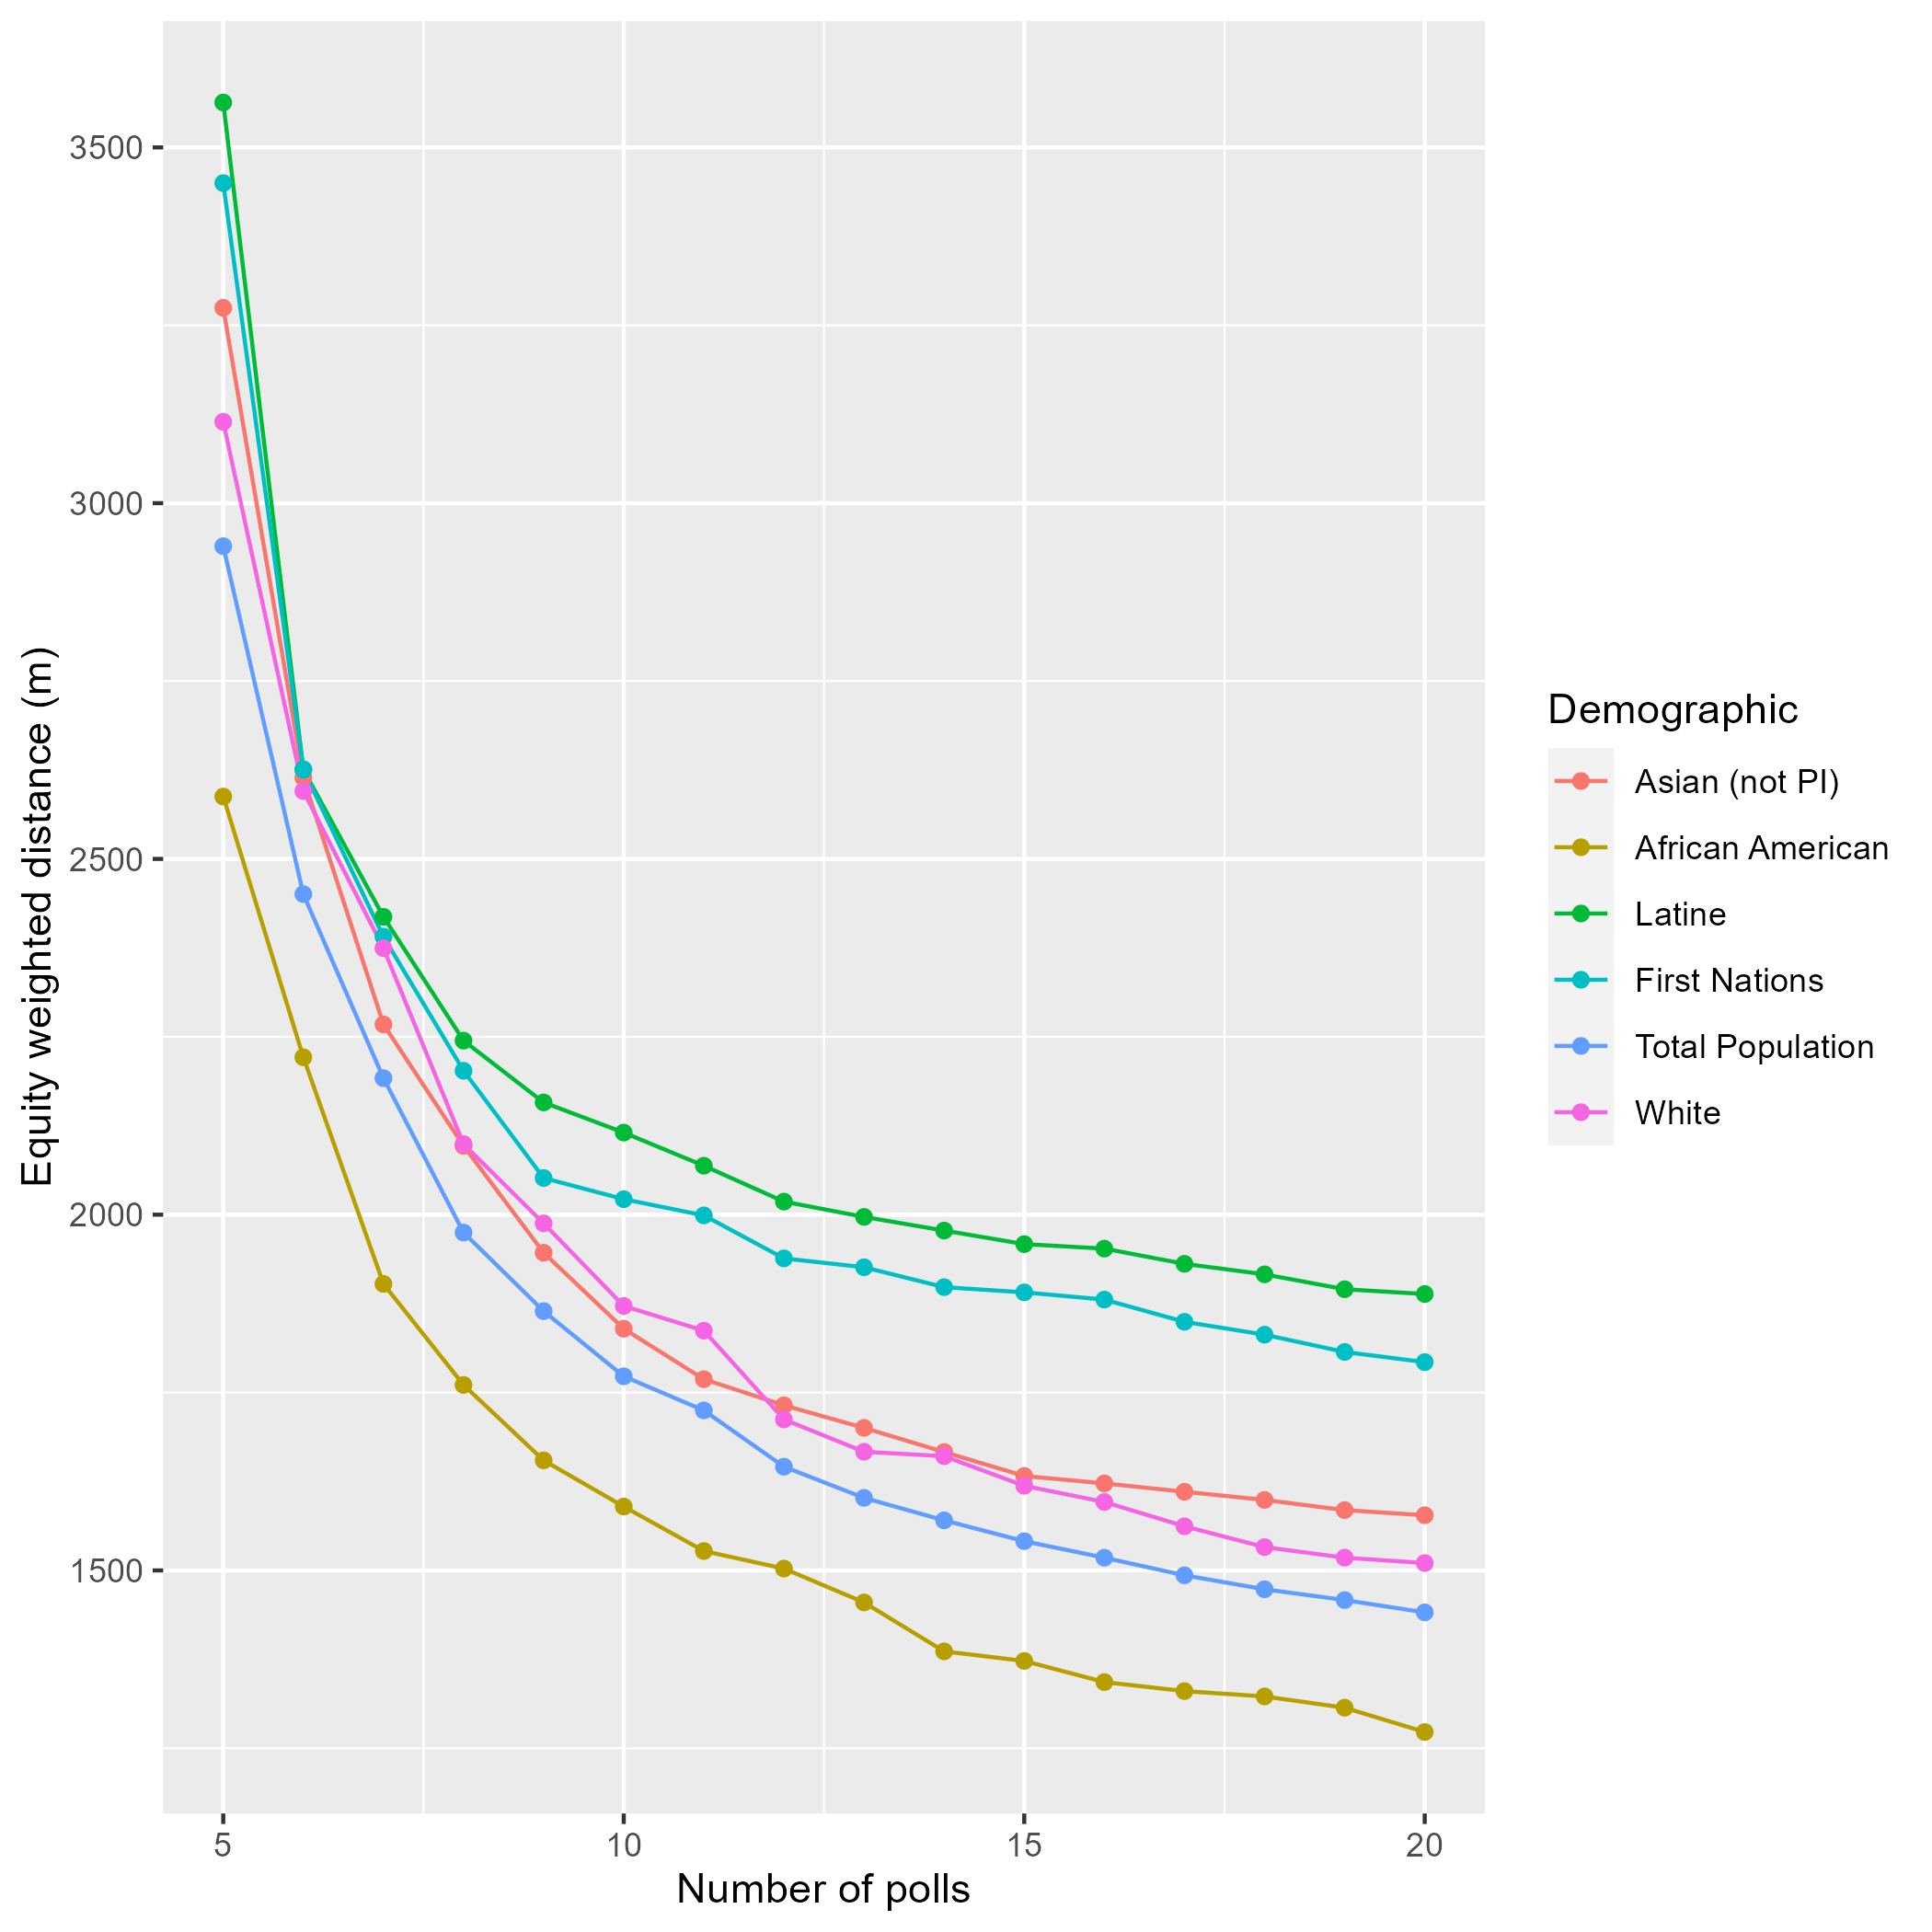 3500
3000
2500
2000
1500
5
10
15
20
Number of polls
Equity weighted distance (m)
Demographic
Asian (not PI)
African American
Latine
First Nations
Total Population
White